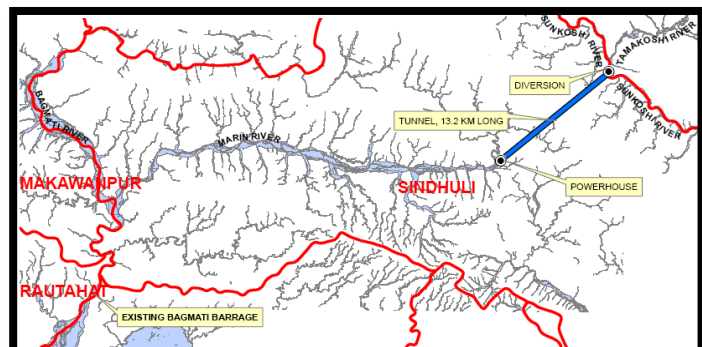 SUNKOSHI RIVER
TAMAKOSHI RIVER
DIVERSION
SUNKOSHI RIVER
BAGMATI RIVER
TUNNEL, 13.2 KM LONG
MARIN RIVER
MAKAWANPUR
SINDHULI
POWERHOUSE
RAUTAHAT
EXISTING BAGMATI BARRAGE